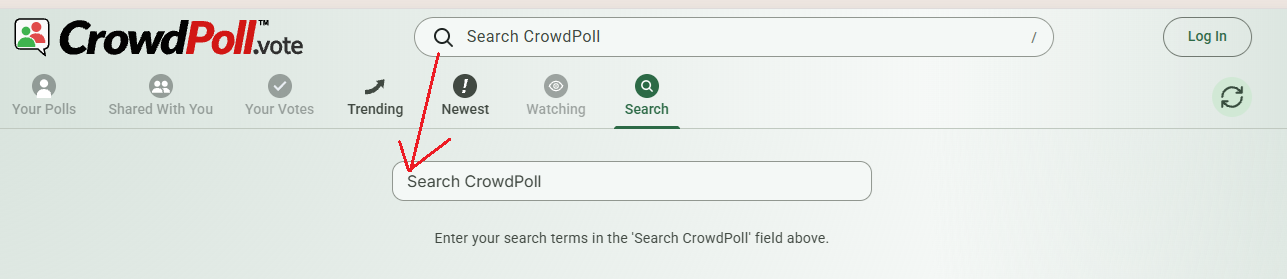 CrowdPoll.vote™
Search CrowdPoll /
Log In
Your Polls Shared With You Your Votes Trending Newest Watching Search
Search CrowdPoll
Enter your search terms in the 'Search CrowdPoll' field above.